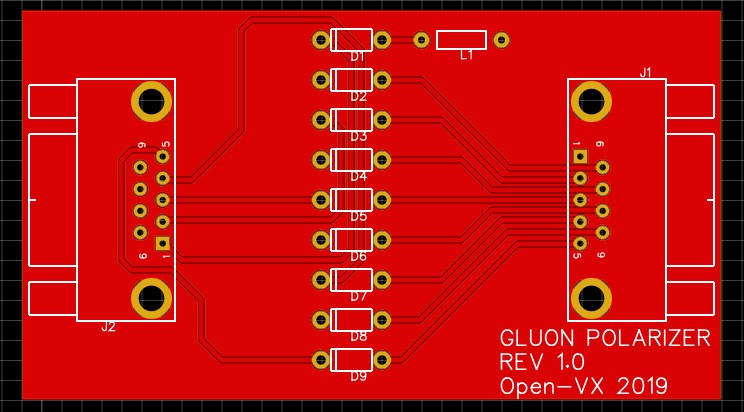 D1
L1
J1
D2
D3
9
5
1
6
D4
D5
D6
6
1
5
9
D7
J2
D8
D9
GLUON POLARIZER
REV 1.0
Open-VX 2019